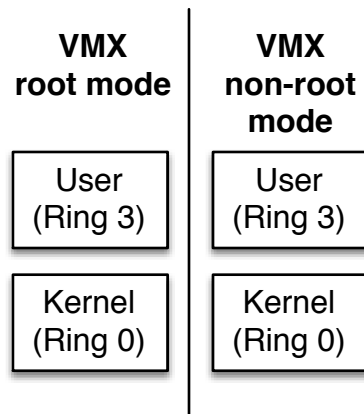 VMX
root mode
User
(Ring 3)
Kernel
(Ring 0)
VMX
non-root
mode
User
(Ring 3)
Kernel
(Ring 0)